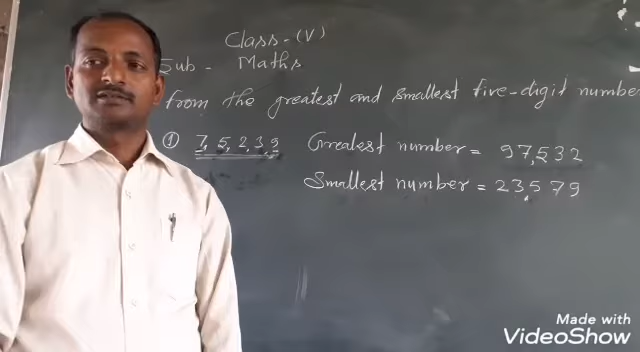 Class-(V)
Sub - Maths
from the greatest and smallest five-digit number
① 7, 5, 2, 3, 9 Greatest number = 97,532
Smallest number = 23,579
Made with
VideoShow